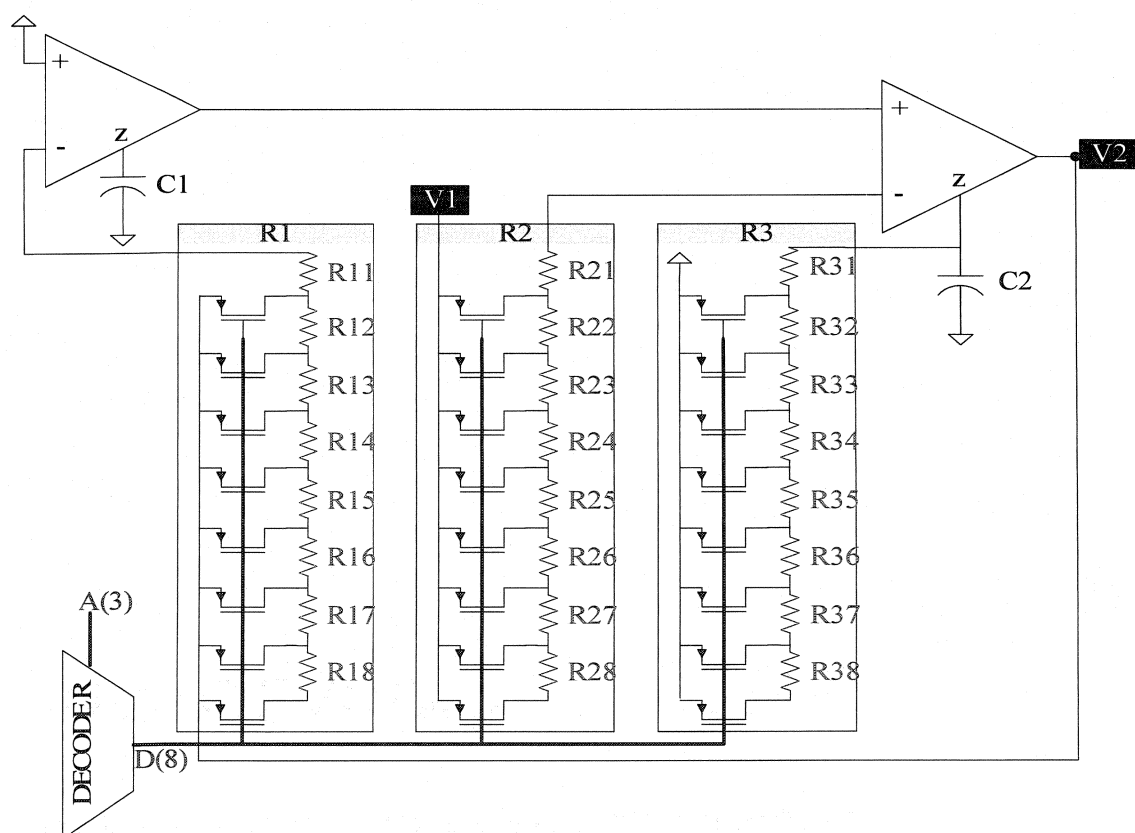 +
-
z
C1
+
-
z
V2
C2
V1
R1
R2
R3
R11
R12
R13
R14
R15
R16
R17
R18
R21
R22
R23
R24
R25
R26
R27
R28
R31
R32
R33
R34
R35
R36
R37
R38
A(3)
DECODER
D(8)